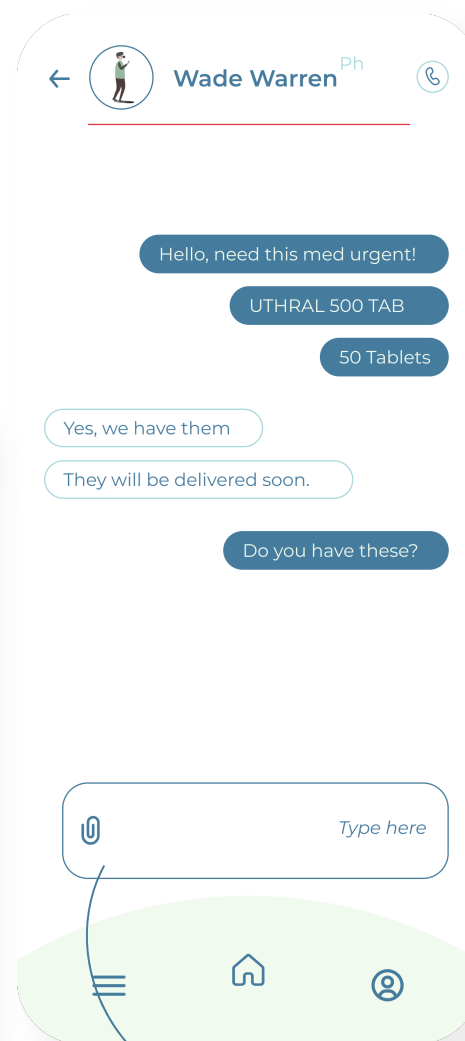 Wade Warren Ph
Hello, need this med urgent!
UTHRAL 500 TAB
50 Tablets
Yes, we have them
They will be delivered soon.
Do you have these?
Type here